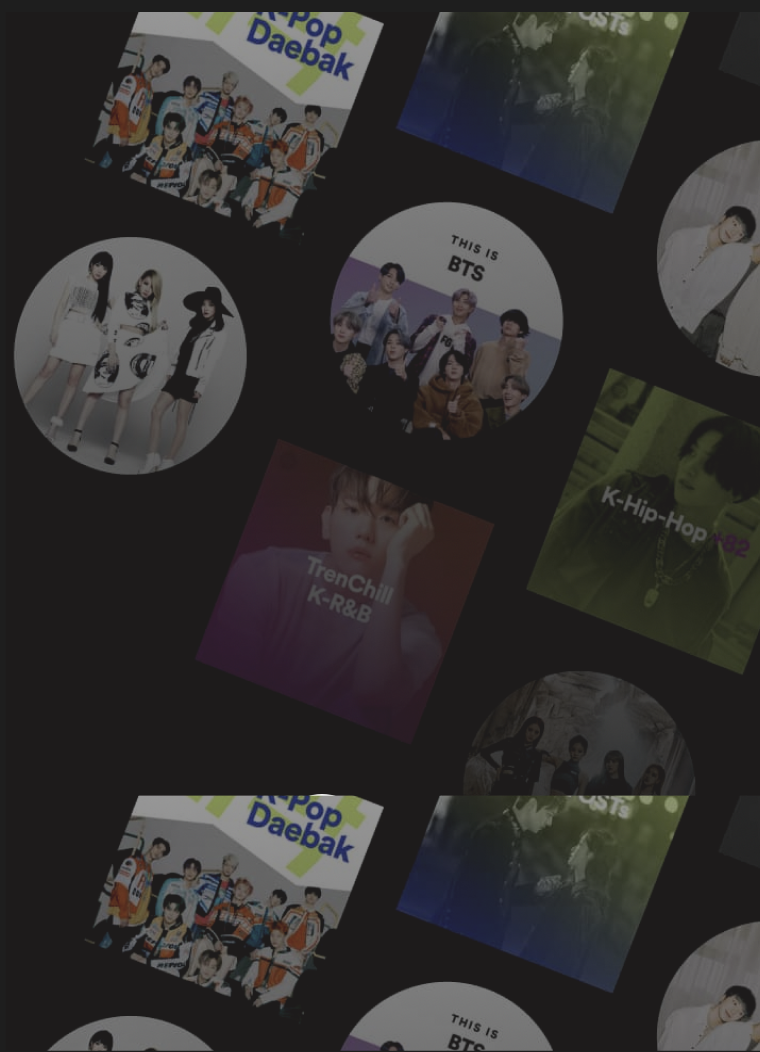 K-Pop
Daebak
OSTs
THIS IS
BTS
K-Hip-Hop +82
TrenChill
K-R&B
K-Pop
Daebak
OSTs
THIS IS
BTS